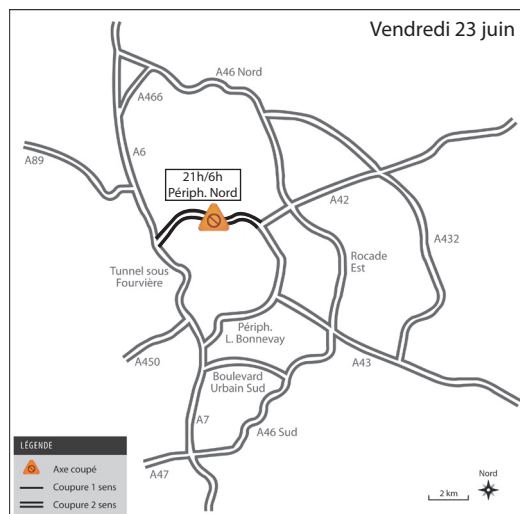 Vendredi 23 juin
A46 Nord
A466
A6
A89
21h/6h
Périph. Nord
A42
A432
Rocade
Est
Tunnel sous
Fourvière
Périph.
L. Bonnevay
A450
A43
Boulevard
Urbain Sud
A7
A46 Sud
A47
LÉGENDE
Axe coupé
Coupure 1 sens
Coupure 2 sens
2 km
Nord